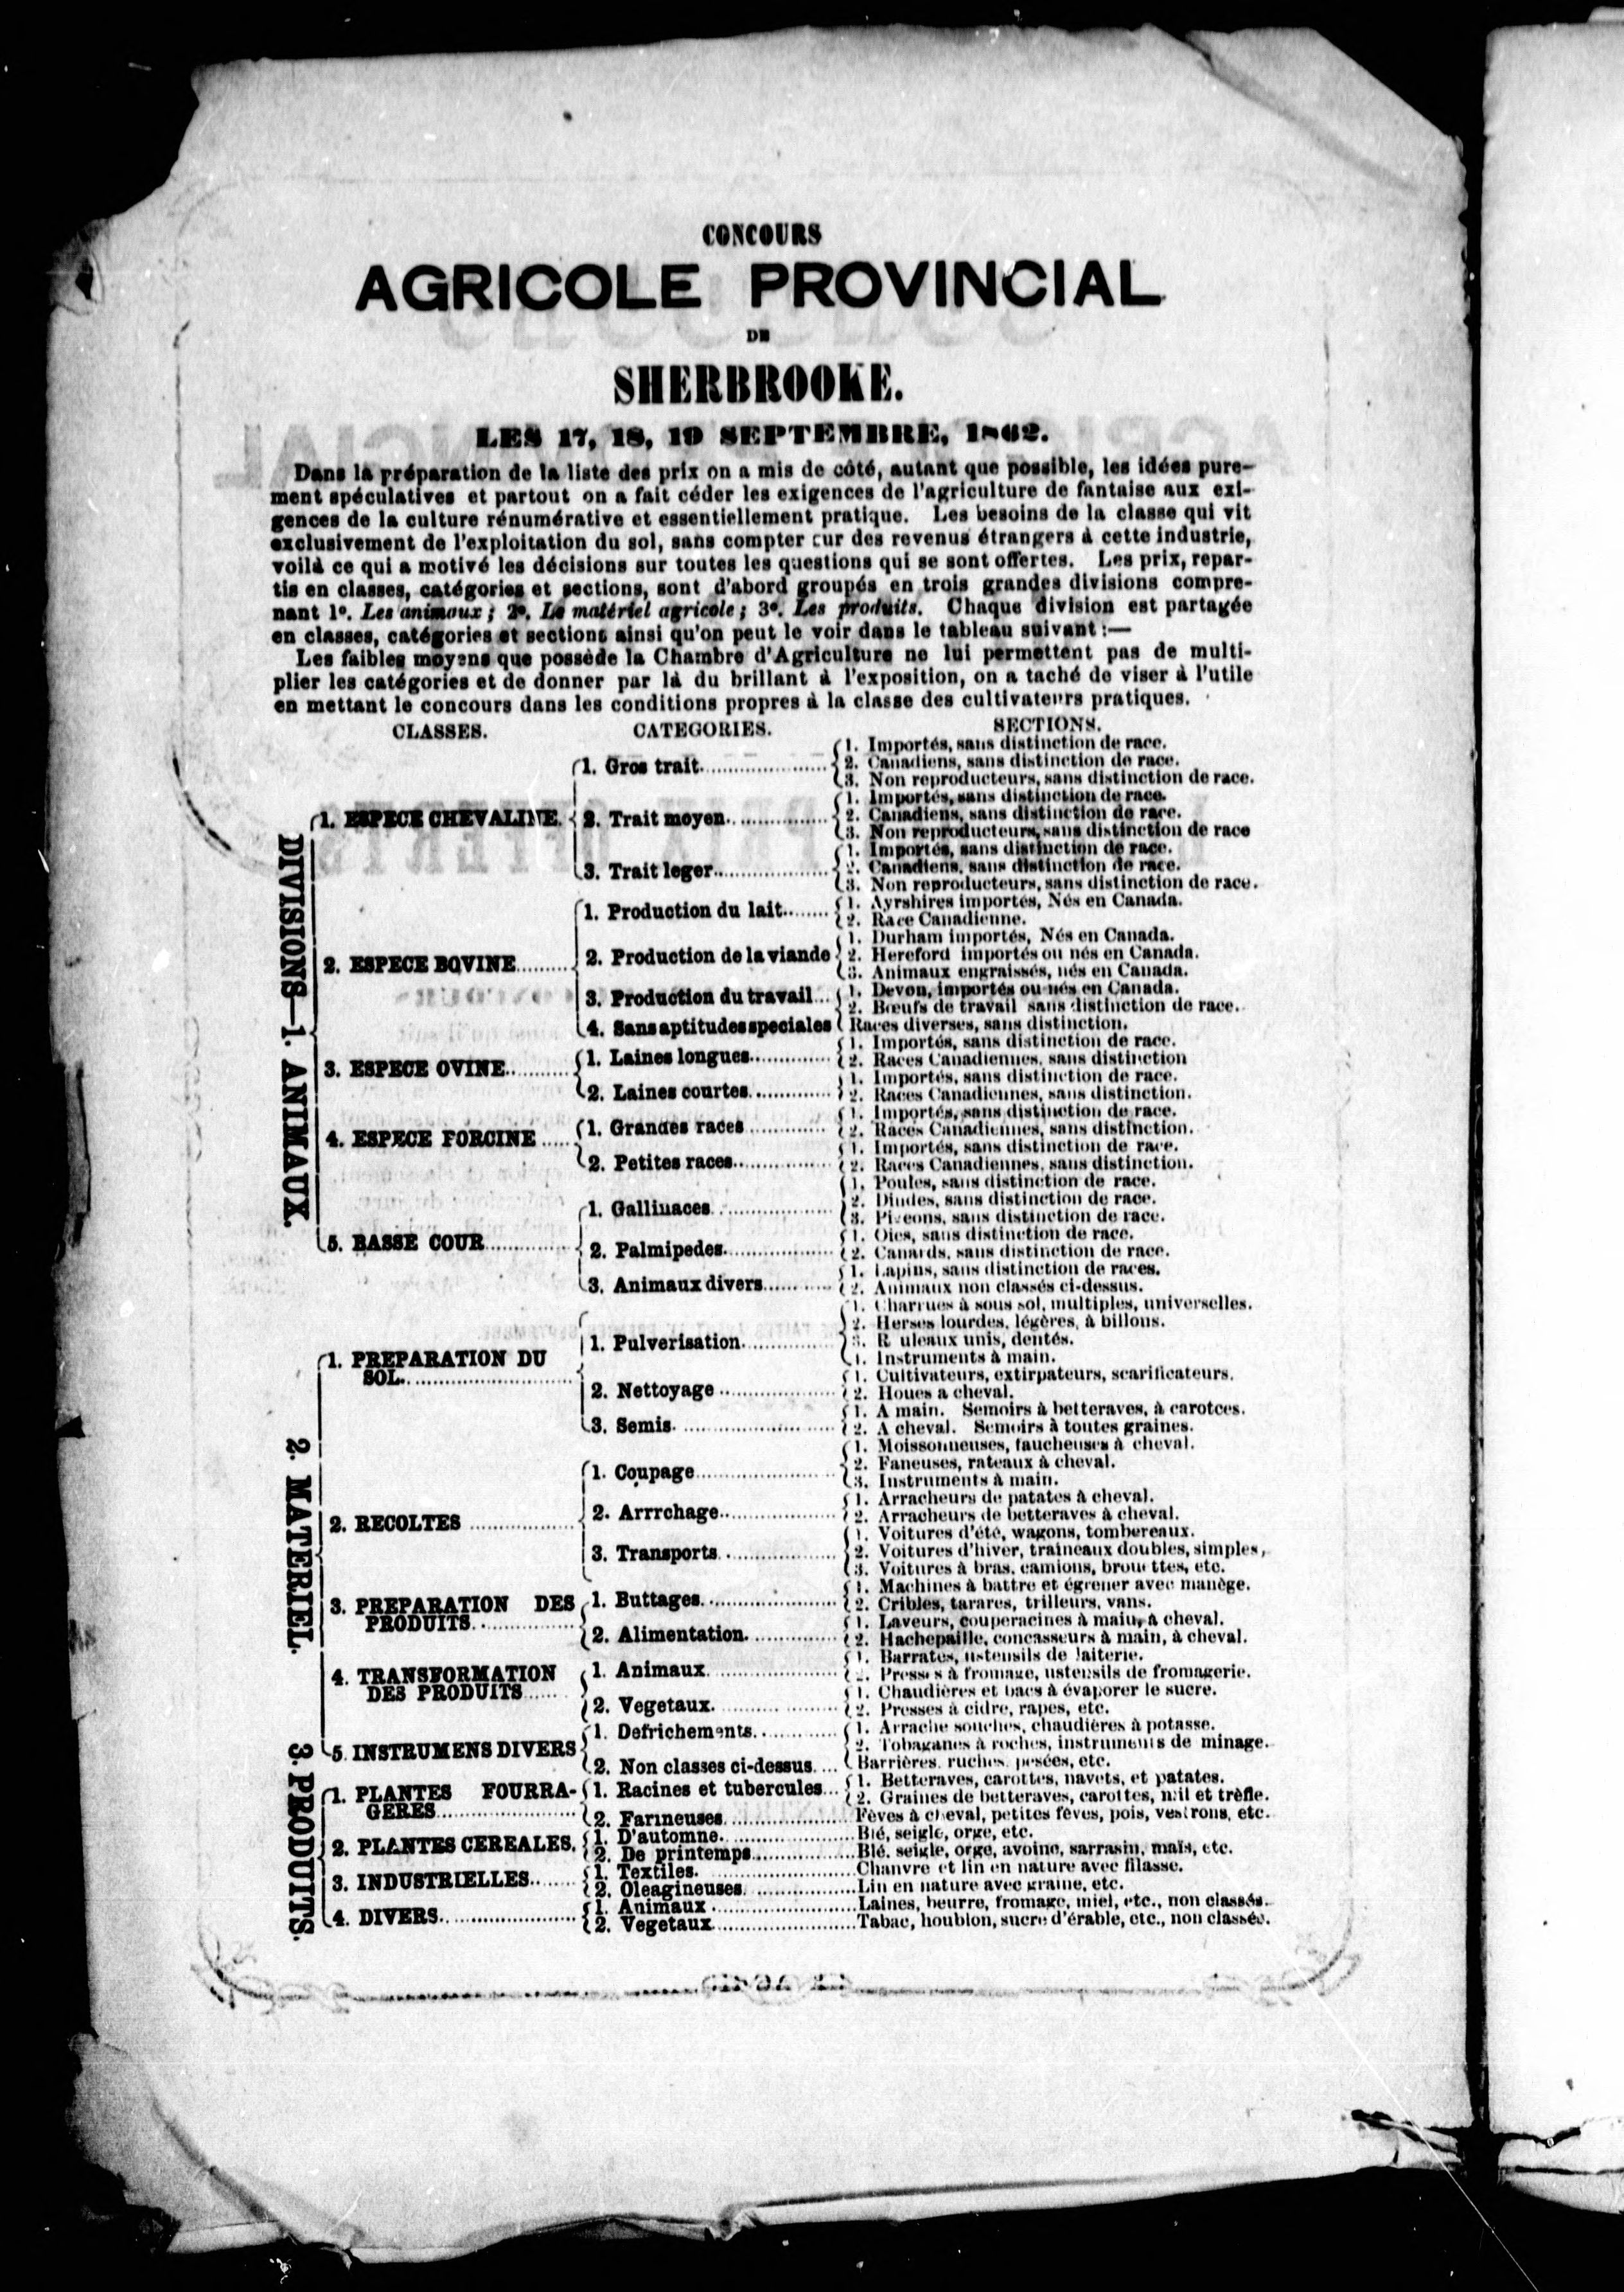 CONCOURS
AGRICOLE PROVINCIAL
DE
SHERBROOKE.
LES 17, 18, 19 SEPTEMBRE, 1862.
Dans la préparation de la liste des prix on a mis de côté, autant que possible, les idées pure-
ment spéculatives et partout on a fait céder les exigences de l'agriculture de fantaise aux exi-
gences de la culture rénumérative et essentiellement pratique. Les besoins de la classe qui vit
exclusivement de l'exploitation du sol, sans compter sur des revenus étrangers à cette industrie,
voilà ce qui a motivé les décisions sur toutes les questions qui se sont offertes. Les prix, repar-
tis en classes, catégories et sections, sont d'abord groupés en trois grandes divisions compre-
nant 1º. Les animaux; 2º. Le matériel agricole; 3º. Les produits. Chaque division est partagée
en classes, catégories et sections ainsi qu'on peut le voir dans le tableau suivant:—
Les faibles moyens que possède la Chambre d'Agriculture ne lui permettent pas de multi-
plier les catégories et de donner par là du brillant à l'exposition, on a taché de viser à l'utile
en mettant le concours dans les conditions propres à la classe des cultivateurs pratiques.
CLASSES. CATEGORIES. SECTIONS.
DIVISIONS—1. ANIMAUX.
1. ESPECE CHEVALINE.
1. Gros trait
1. Importés, sans distinction de race.
2. Canadiens, sans distinction de race.
3. Non reproducteurs, sans distinction de race.
2. Trait moyen
1. Importés, sans distinction de race.
2. Canadiens, sans distinction de race.
3. Non reproducteurs, sans distinction de race
3. Trait leger
1. Importés, sans distinction de race.
2. Canadiens, sans distinction de race.
3. Non reproducteurs, sans distinction de race.
2. ESPECE BOVINE
1. Production du lait
1. Ayrshires importés, Nés en Canada.
2. Race Canadienne.
2. Production de la viande
1. Durham importés, Nés en Canada.
2. Hereford importés ou nés en Canada.
3. Animaux engraissés, nés en Canada.
3. Production du travail
1. Devon, importés ou nés en Canada.
2. Bœufs de travail sans distinction de race.
4. Sans aptitudes speciales
Races diverses, sans distinction.
3. ESPECE OVINE
1. Laines longues
1. Importés, sans distinction de race.
2. Races Canadiennes, sans distinction
2. Laines courtes
1. Importés, sans distinction de race.
2. Races Canadiennes, sans distinction.
4. ESPECE FORCINE
1. Grandes races
1. Importés, sans distinction de race.
2. Races Canadiennes, sans distinction.
2. Petites races
1. Importés, sans distinction de race.
2. Races Canadiennes, sans distinction.
5. BASSE COUR
1. Gallinaces
1. Poules, sans distinction de race.
2. Dindes, sans distinction de race.
3. Pigeons, sans distinction de race.
2. Palmipedes
1. Oies, sans distinction de race.
2. Canards, sans distinction de race.
3. Animaux divers
1. Lapins, sans distinction de races.
2. Animaux non classés ci-dessus.
2. MATERIEL.
1. PREPARATION DU
SOL
1. Pulverisation
1. Charrues à sous sol, multiples, universelles.
2. Herses lourdes, légères, à billons.
3. R uleaux unis, dentés.
4. Instruments à main.
2. Nettoyage
1. Cultivateurs, extirpateurs, scarificateurs.
2. Houes a cheval.
3. Semis
1. A main. Semoirs à betteraves, à carotces.
2. A cheval. Semoirs à toutes graines.
2. RECOLTES
1. Coupage
1. Moissonneuses, faucheuses à cheval.
2. Faneuses, rateaux à cheval.
3. Instruments à main.
2. Arrrchage
1. Arracheurs de patates à cheval.
2. Arracheurs de betteraves à cheval.
3. Transports
1. Voitures d'été, wagons, tombereaux.
2. Voitures d'hiver, traineaux doubles, simples,
3. Voitures à bras, camions, brouettes, etc.
3. PREPARATION DES
PRODUITS
1. Buttages
1. Machines à battre et égrener avec manège.
2. Cribles, tarares, trilleurs, vans.
2. Alimentation
1. Laveurs, couperacines à main, à cheval.
2. Hachepaille, concasseurs à main, à cheval.
4. TRANSFORMATION
DES PRODUITS
1. Animaux
1. Barrates, ustensils de laiterie.
2. Presses à fromage, ustensils de fromagerie.
2. Vegetaux
1. Chaudières et bacs à évaporer le sucre.
2. Presses à cidre, rapes, etc.
5. INSTRUMENS DIVERS
1. Defrichements
1. Arrache souches, chaudières à potasse.
2. Tobaganes à roches, instruments de minage.
2. Non classes ci-dessus
Barrières, ruches, pesées, etc.
3. PRODUITS.
1. PLANTES FOURRA-
GERES
1. Racines et tubercules
1. Betteraves, carottes, navets, et patates.
2. Graines de betteraves, carottes, mil et trèfle.
2. Farineuses
Fèves à cheval, petites fèves, pois, vestrons, etc.
2. PLANTES CEREALES.
1. D'automne
Blé, seigle, orge, etc.
2. De printemps
Blé, seigle, orge, avoine, sarrasin, maïs, etc.
3. INDUSTRIELLES
1. Textiles
Chanvre et lin en nature avec filasse.
2. Oleagineuses
Lin en nature avec graine, etc.
4. DIVERS
1. Animaux
Laines, beurre, fromage, miel, etc., non classés.
2. Vegetaux
Tabac, houblon, sucre d'érable, etc., non classés.